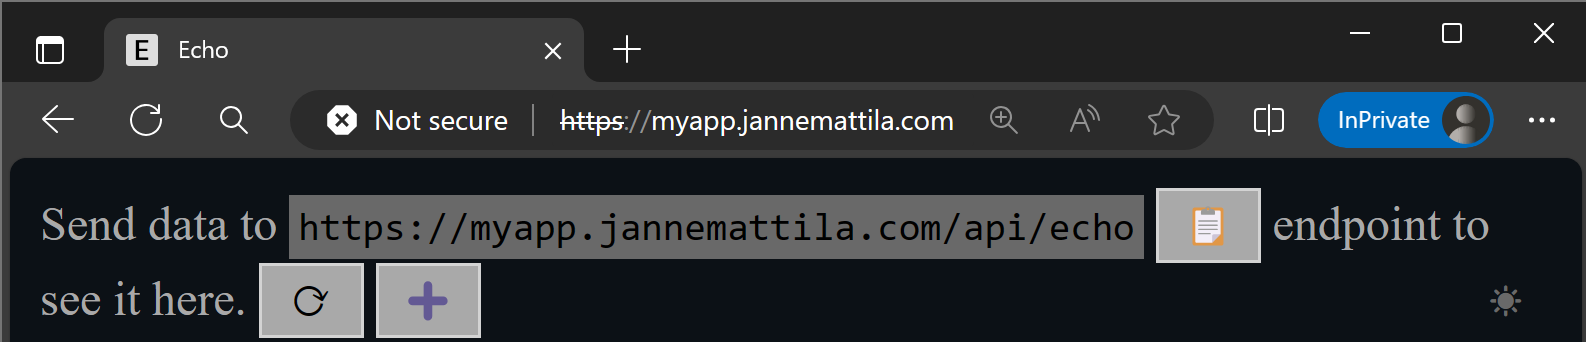 E Echo
Not secure https://myapp.jannemattila.com A InPrivate
Send data to https://myapp.jannemattila.com/api/echo endpoint to
see it here.